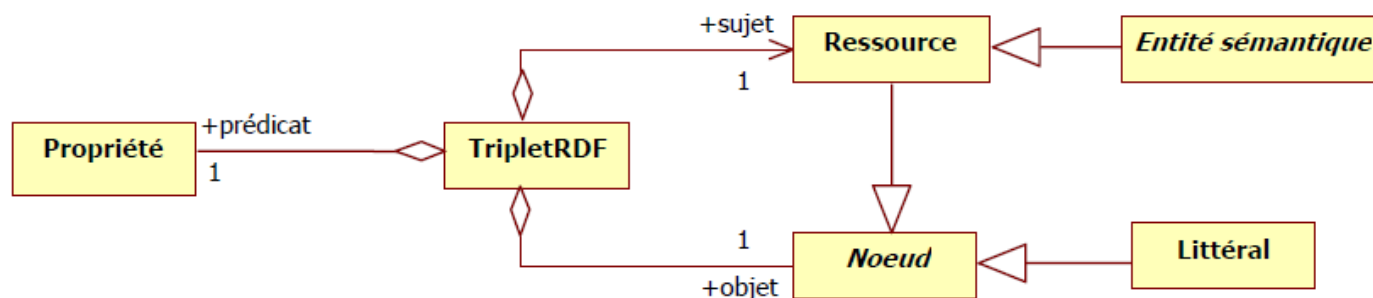 +sujet
Ressource
Entité sémantique
1
+prédicat
Propriété
TripletRDF
1
1
Noeud
Littéral
+objet